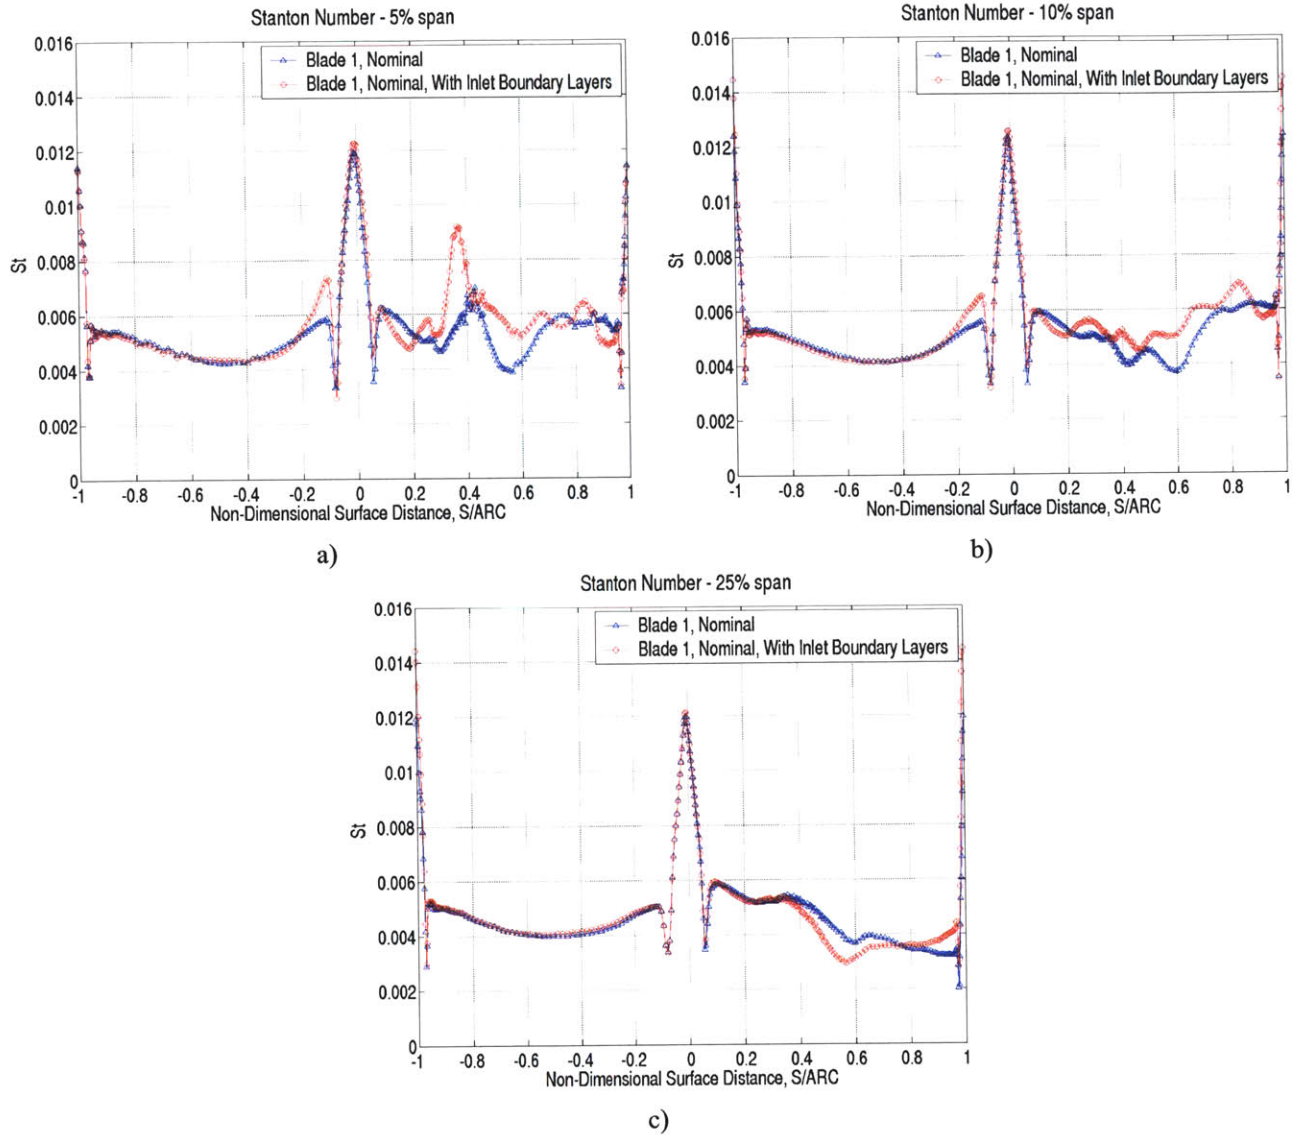 Stanton Number - 5% span
Blade 1, Nominal
Blade 1, Nominal, With Inlet Boundary Layers
0.016
0.014
0.012
0.01
0.008
0.006
0.004
0.002
0
St
-1 -0.8 -0.6 -0.4 -0.2 0 0.2 0.4 0.6 0.8 1
Non-Dimensional Surface Distance, S/ARC
a)
Stanton Number - 10% span
Blade 1, Nominal
Blade 1, Nominal, With Inlet Boundary Layers
0.016
0.014
0.012
0.01
0.008
0.006
0.004
0.002
0
St
-1 -0.8 -0.6 -0.4 -0.2 0 0.2 0.4 0.6 0.8 1
Non-Dimensional Surface Distance, S/ARC
b)
Stanton Number - 25% span
Blade 1, Nominal
Blade 1, Nominal, With Inlet Boundary Layers
0.016
0.014
0.012
0.01
0.008
0.006
0.004
0.002
0
St
-1 -0.8 -0.6 -0.4 -0.2 0 0.2 0.4 0.6 0.8 1
Non-Dimensional Surface Distance, S/ARC
c)